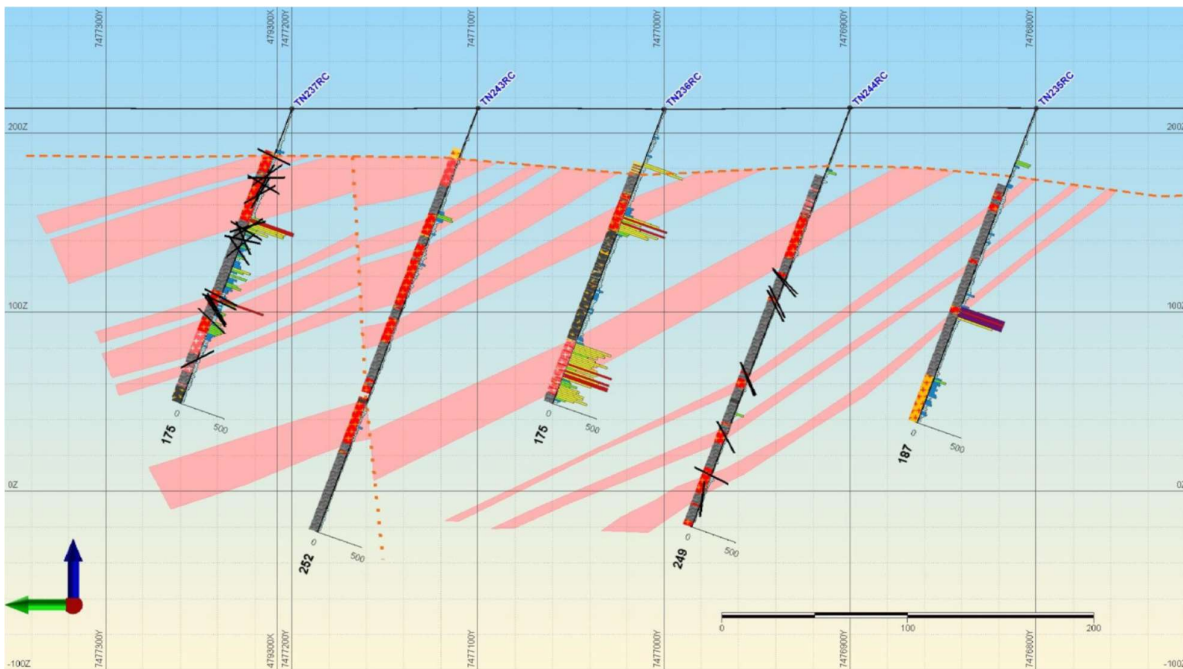 7477300Y
479300X
7477200Y
7477100Y
7477000Y
7476900Y
7476800Y
TN237RC
TN243RC
TN236RC
TN244RC
TN235RC
200Z
200Z
100Z
100Z
0 500
175
0 500
175
0 500
187
0Z
0Z
0 500
252
0 500
249
0 100 200
7477300Y
479300X
7477200Y
7477100Y
7477000Y
7476900Y
7476800Y
-100Z
-100Z